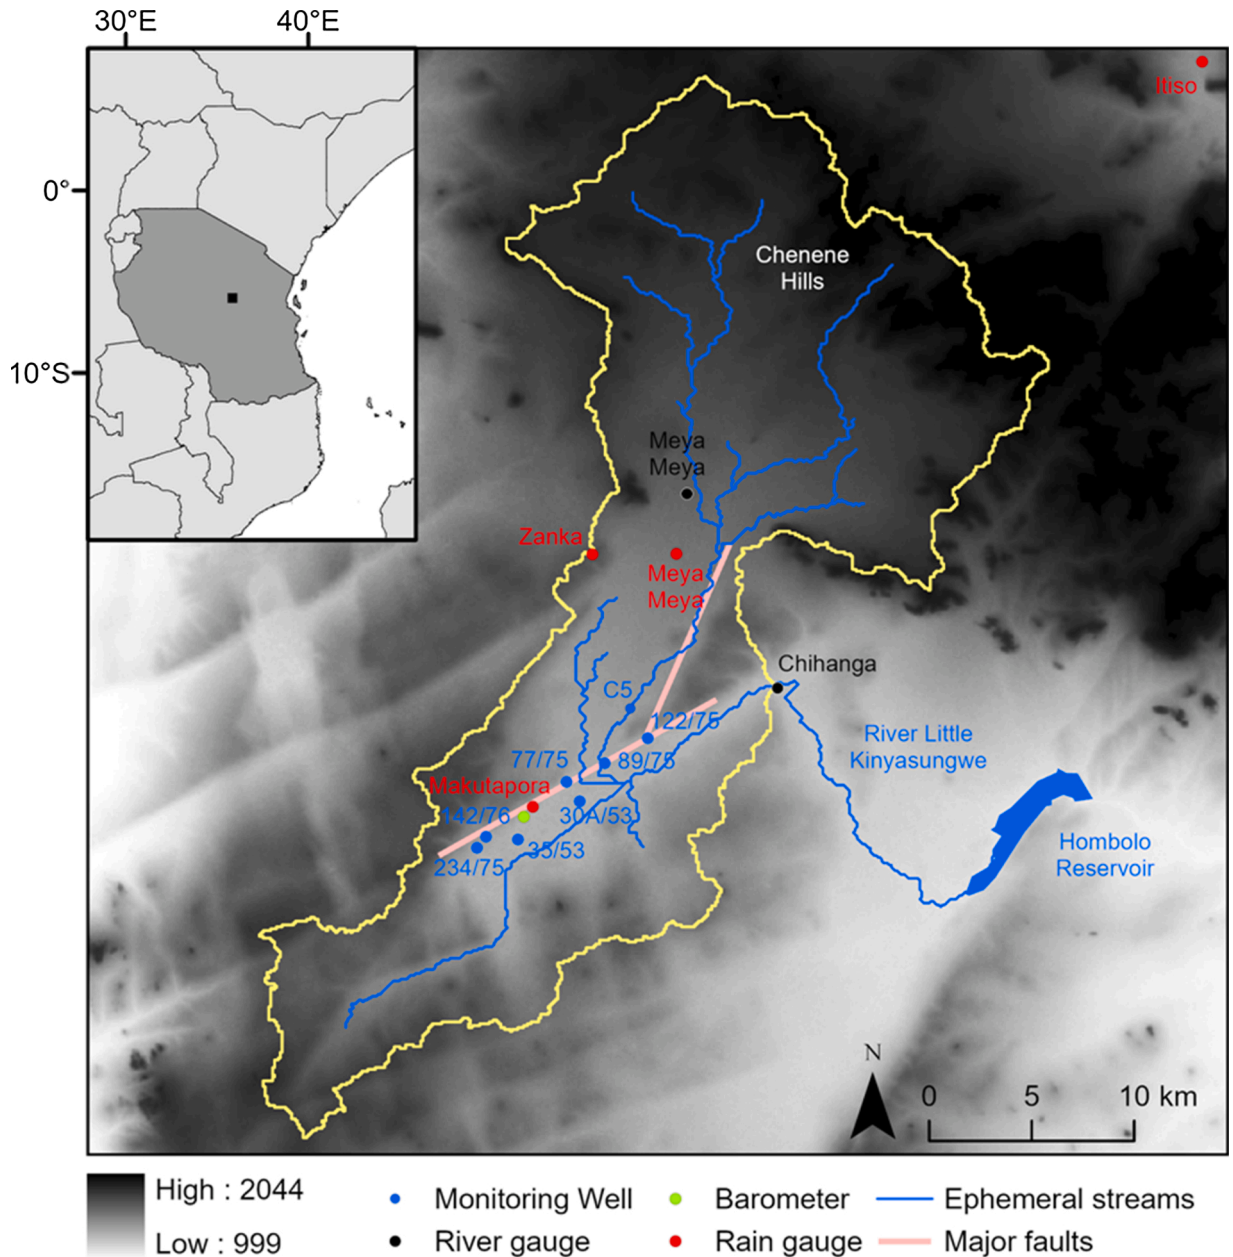 30°E
40°E
0°
10°S
Itiso
Chenene
Hills
Meya
Meya
Zanka
Meya
Meya
Chihanga
C5
122/75
River Little
Kinyasungwe
77/75
89/75
Makutapora
142/76
30A/53
35/53
234/75
Hombolo
Reservoir
N
0
5
10 km
High : 2044
Low : 999
Monitoring Well
River gauge
Barometer
Rain gauge
Ephemeral streams
Major faults